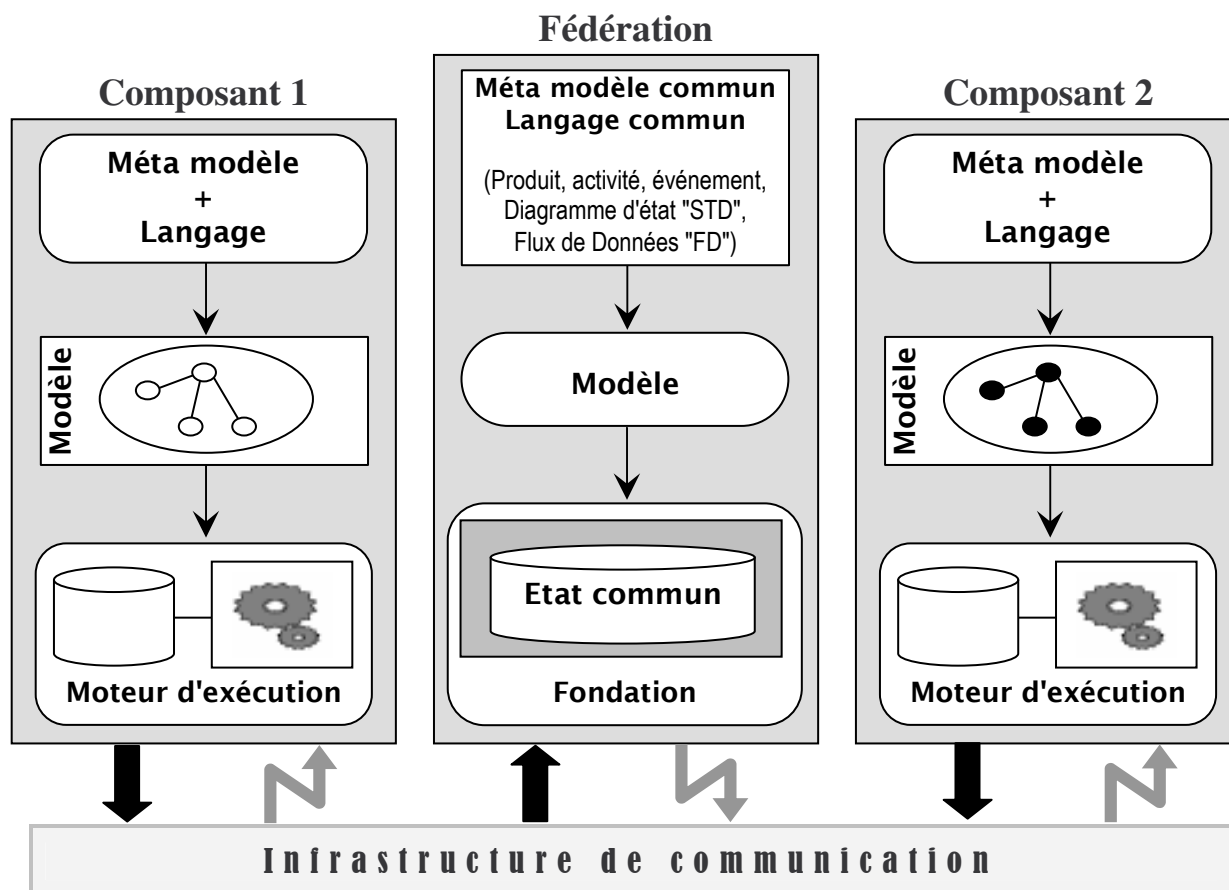 Fédération
Composant 1
Composant 2
Méta modèle
+
Langage
Modèle
Moteur d'exécution
Méta modèle commun
Langage commun
(Produit, activité, événement,
Diagramme d'état "STD",
Flux de Données "FD")
Modèle
Etat commun
Fondation
Méta modèle
+
Langage
Modèle
Moteur d'exécution
Infrastructure de communication